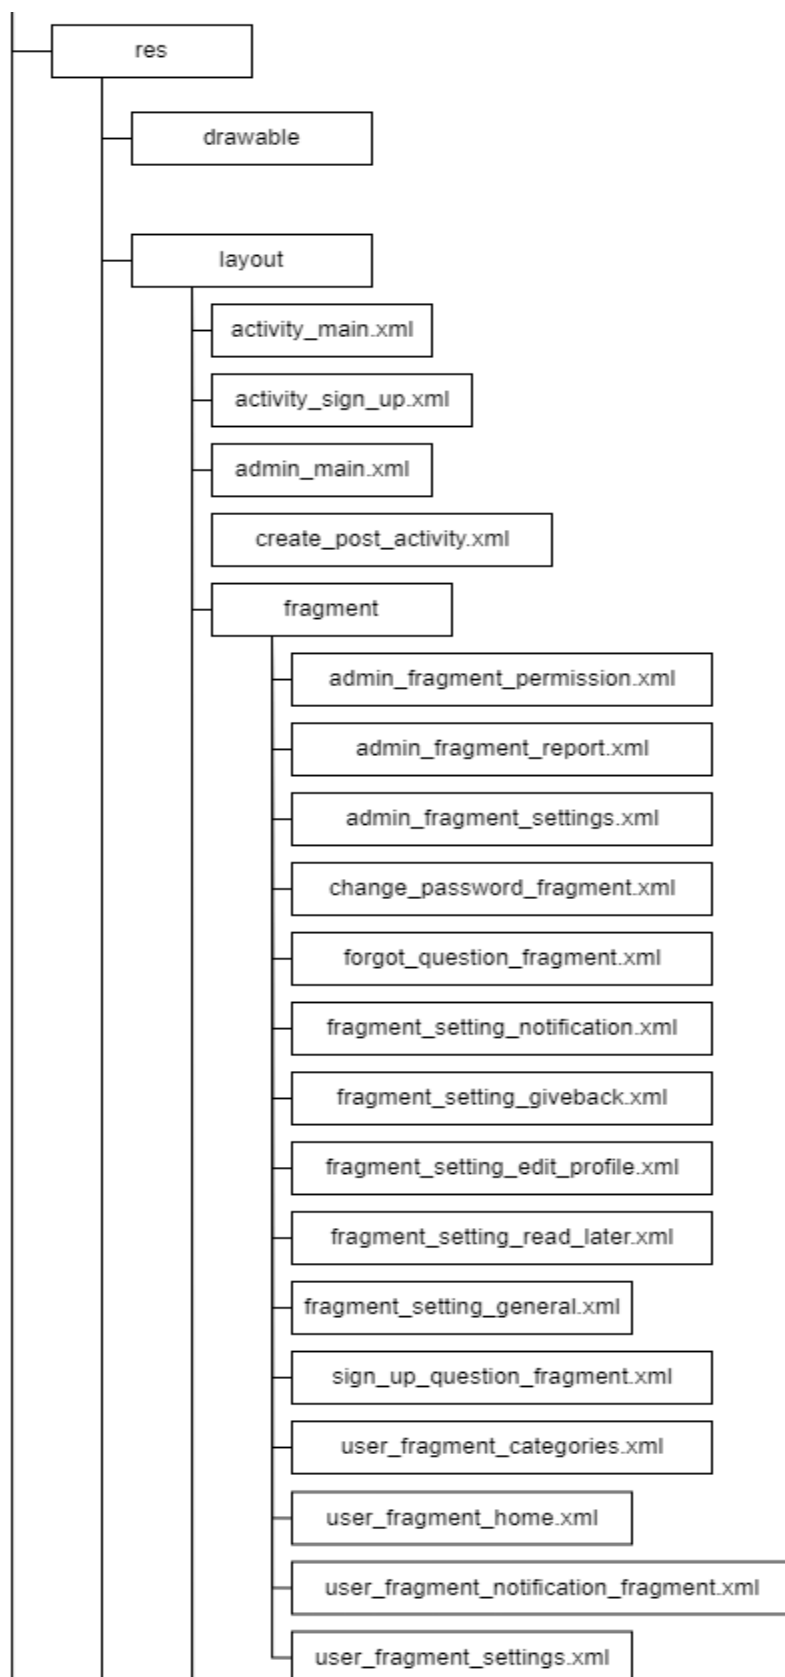 res
drawable
layout
activity_main.xml
activity_sign_up.xml
admin_main.xml
create_post_activity.xml
fragment
admin_fragment_permission.xml
admin_fragment_report.xml
admin_fragment_settings.xml
change_password_fragment.xml
forgot_question_fragment.xml
fragment_setting_notification.xml
fragment_setting_giveback.xml
fragment_setting_edit_profile.xml
fragment_setting_read_later.xml
fragment_setting_general.xml
sign_up_question_fragment.xml
user_fragment_categories.xml
user_fragment_home.xml
user_fragment_notification_fragment.xml
user_fragment_settings.xml